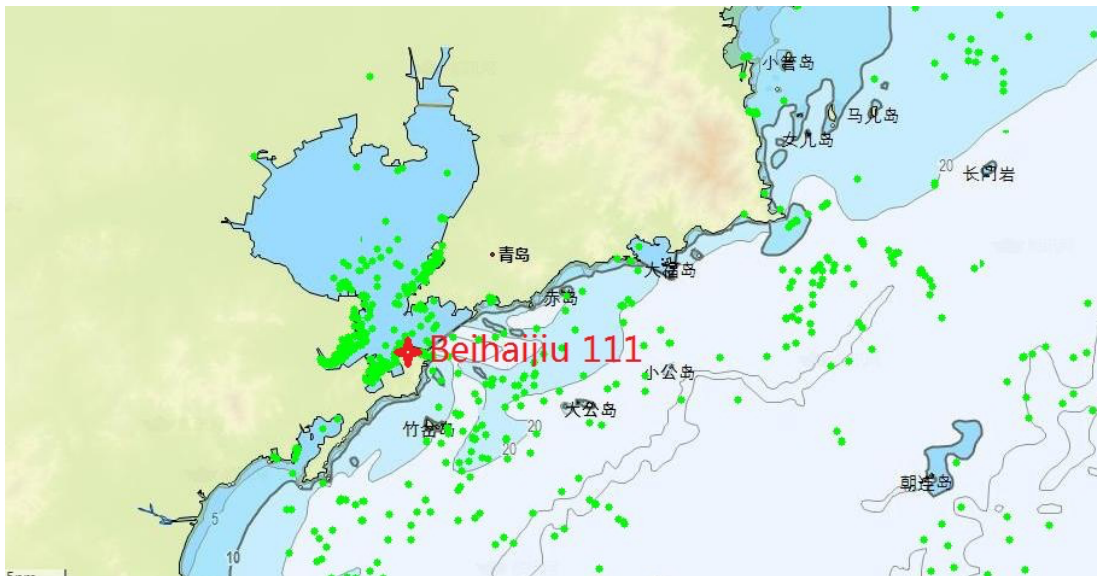 小管岛
马儿岛
女儿岛
20
长门岩
青岛
大福岛
赤岛
Beihaijiu 111
小公岛
大公岛
竹岔岛
20
20
朝连岛
5
10